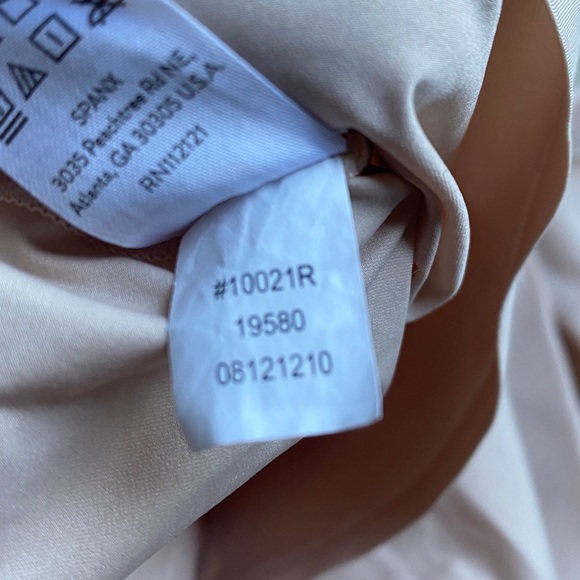 SPANX
3035 Peachtree Rd NE,
Atlanta, GA 30305 U.S.A.
RN112121
#10021R
19580
08121210